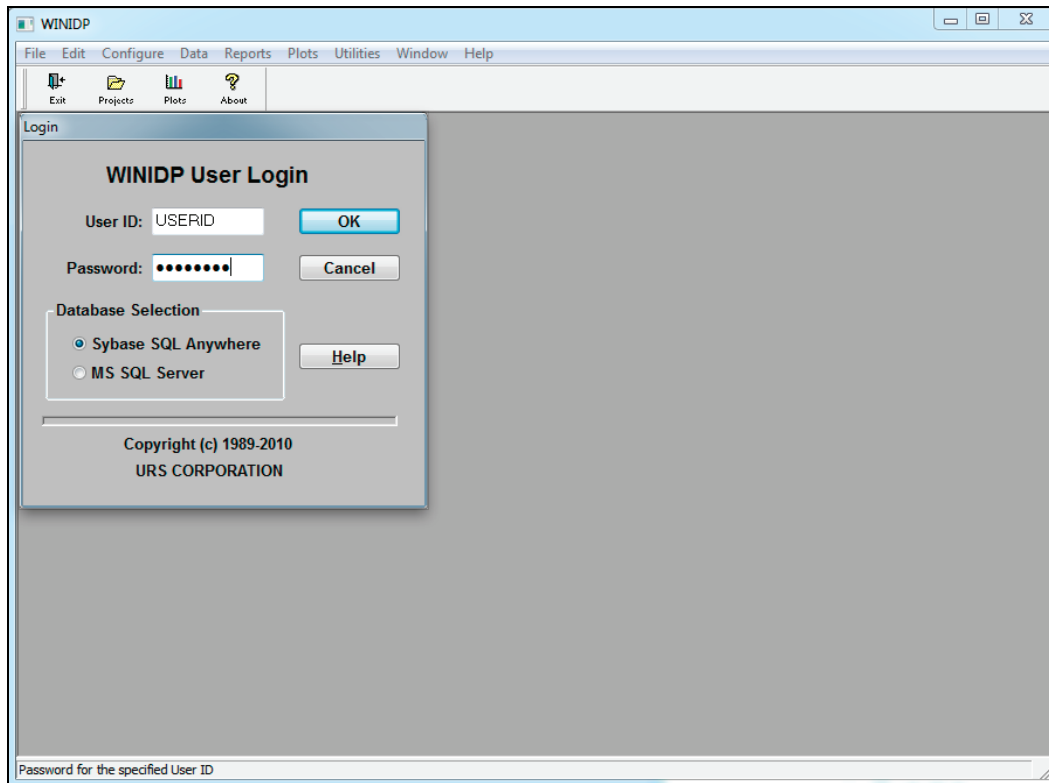 WINIDP
File Edit Configure Data Reports Plots Utilities Window Help
Exit Projects Plots About
Login
WINIDP User Login
User ID: USERID OK
Password: •••••••• Cancel
Database Selection
Sybase SQL Anywhere
Help
MS SQL Server
Copyright (c) 1989-2010
URS CORPORATION
Password for the specified User ID